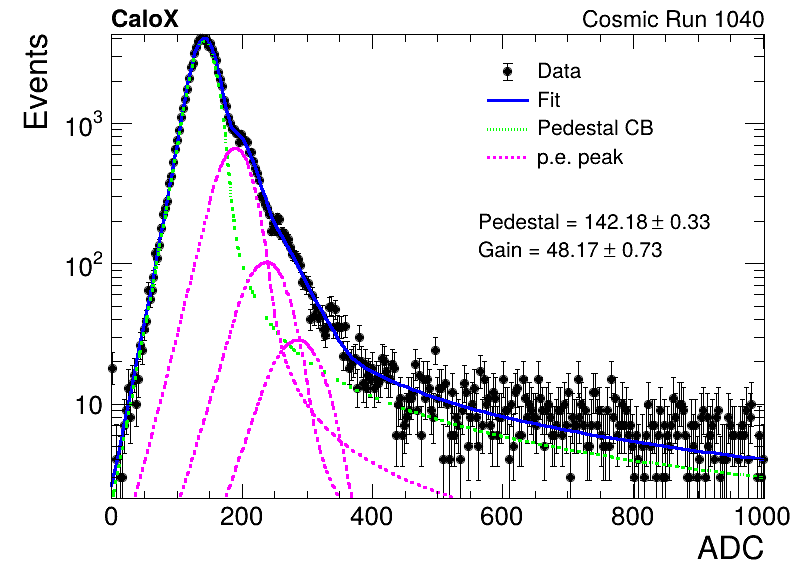 CaloX Cosmic Run 1040
Events
Data
Fit
Pedestal CB
p.e. peak
Pedestal = 142.18 ± 0.33
Gain = 48.17 ± 0.73
10³
10²
10
0 200 400 600 800 1000
ADC